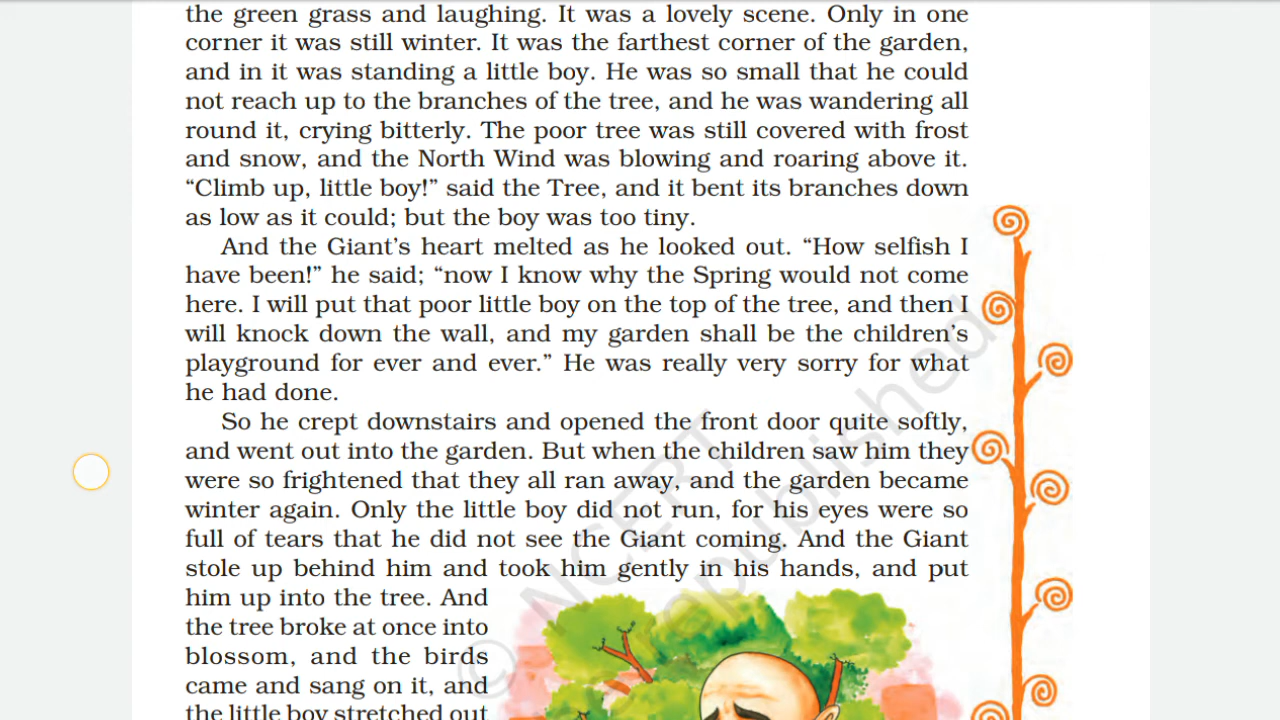 the green grass and laughing. It was a lovely scene. Only in one
corner it was still winter. It was the farthest corner of the garden,
and in it was standing a little boy. He was so small that he could
not reach up to the branches of the tree, and he was wandering all
round it, crying bitterly. The poor tree was still covered with frost
and snow, and the North Wind was blowing and roaring above it.
“Climb up, little boy!” said the Tree, and it bent its branches down
as low as it could; but the boy was too tiny.
And the Giant’s heart melted as he looked out. “How selfish I
have been!” he said; “now I know why the Spring would not come
here. I will put that poor little boy on the top of the tree, and then I
will knock down the wall, and my garden shall be the children’s
playground for ever and ever.” He was really very sorry for what
he had done.
So he crept downstairs and opened the front door quite softly,
and went out into the garden. But when the children saw him they
were so frightened that they all ran away, and the garden became
winter again. Only the little boy did not run, for his eyes were so
full of tears that he did not see the Giant coming. And the Giant
stole up behind him and took him gently in his hands, and put
him up into the tree. And
the tree broke at once into
blossom, and the birds
came and sang on it, and
the little boy stretched out
© NCERT
republished